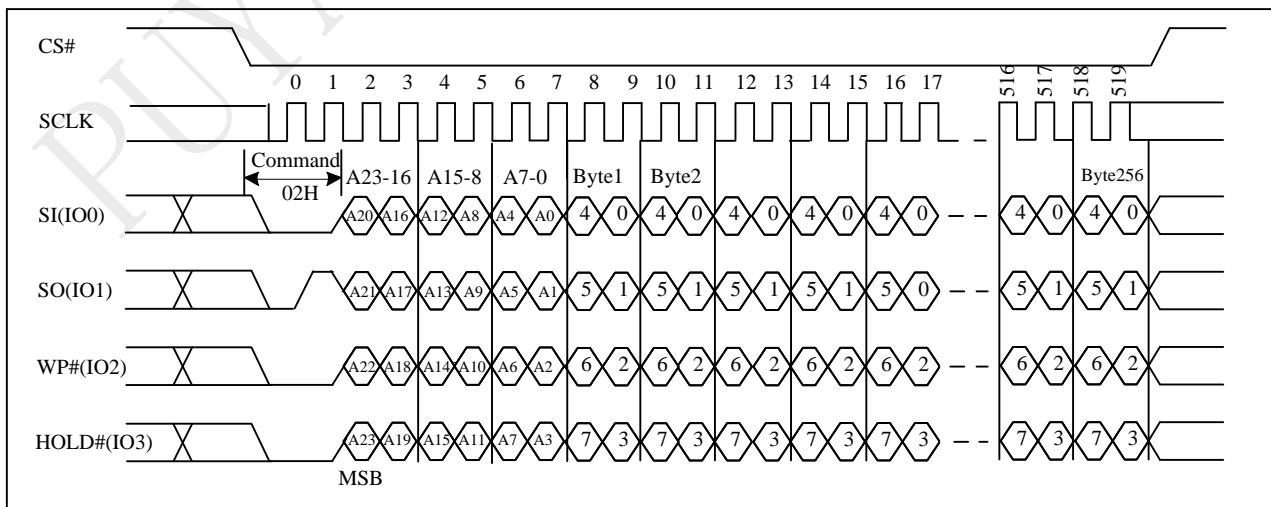 PUY
CS#
0 1 2 3 4 5 6 7 8 9 10 11 12 13 14 15 16 17 516 517 518 519
SCLK
Command
02H
A23-16 A15-8 A7-0 Byte1 Byte2 Byte256
SI(IO0) A20 A16 A12 A8 A4 A0 4 0 4 0 4 0 4 0 4 0 4 0 4 0
SO(IO1) A21 A17 A13 A9 A5 A1 5 1 5 1 5 1 5 1 5 0 5 1 5 1
WP#(IO2) A22 A18 A14 A10 A6 A2 6 2 6 2 6 2 6 2 6 2 6 2 6 2
HOLD#(IO3) A23 A19 A15 A11 A7 A3 7 3 7 3 7 3 7 3 7 3 7 3 7 3
MSB